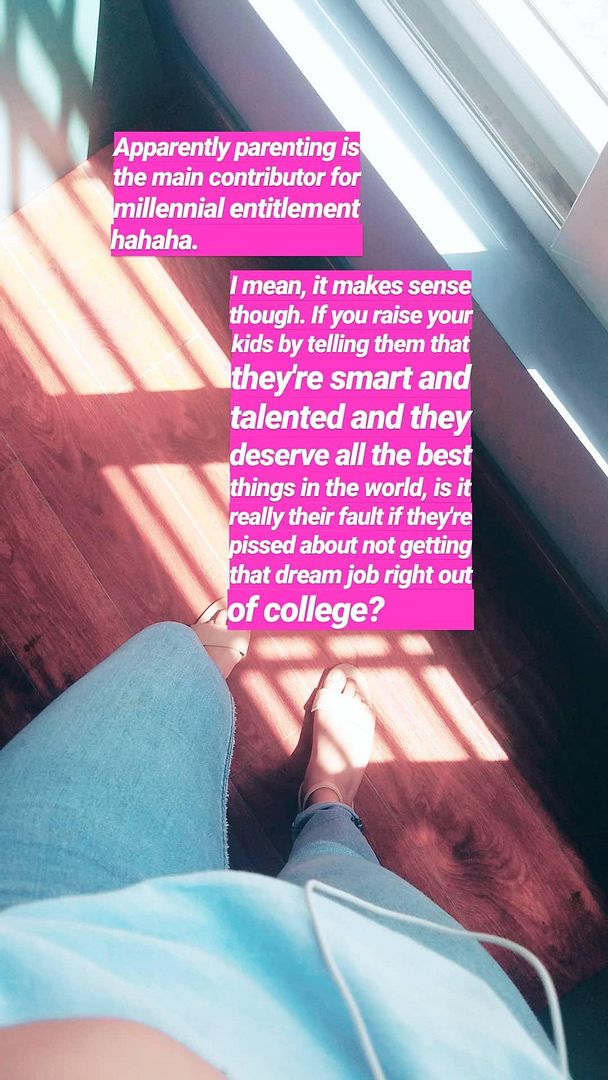 Apparently parenting is
the main contributor for
millennial entitlement
hahaha.
I mean, it makes sense
though. If you raise your
kids by telling them that
they're smart and
talented and they
deserve all the best
things in the world, is it
really their fault if they're
pissed about not getting
that dream job right out
of college?